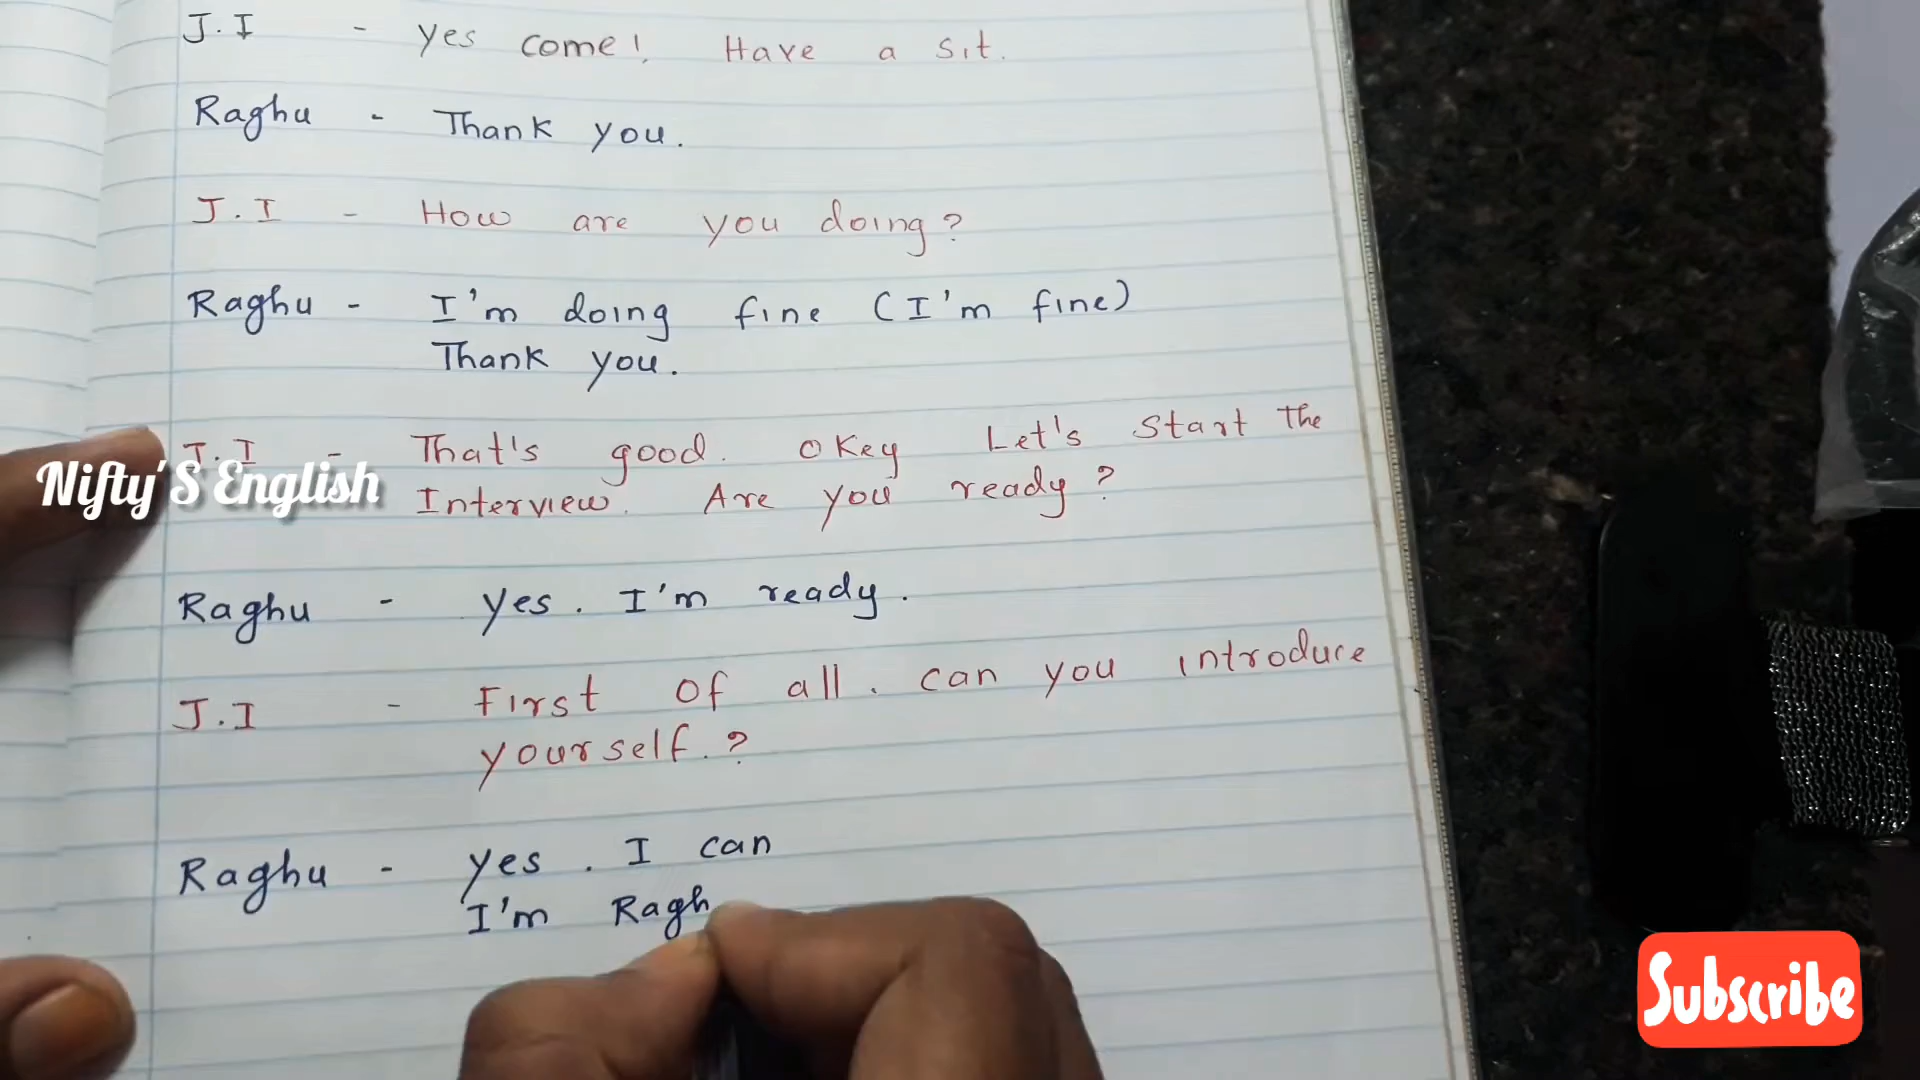 J.I - Yes come! Have a sit.
Raghu - Thank you.
J.I - How are you doing?
Raghu - I'm doing fine (I'm fine)
Thank you.
J.I - That's good. Okey Let's Start The
Interview. Are you ready?
Nifty'S English
Raghu - Yes. I'm ready.
J.I - First of all. can you introduce
yourself.?
Raghu - Yes. I can
I'm Ragh
Subscribe